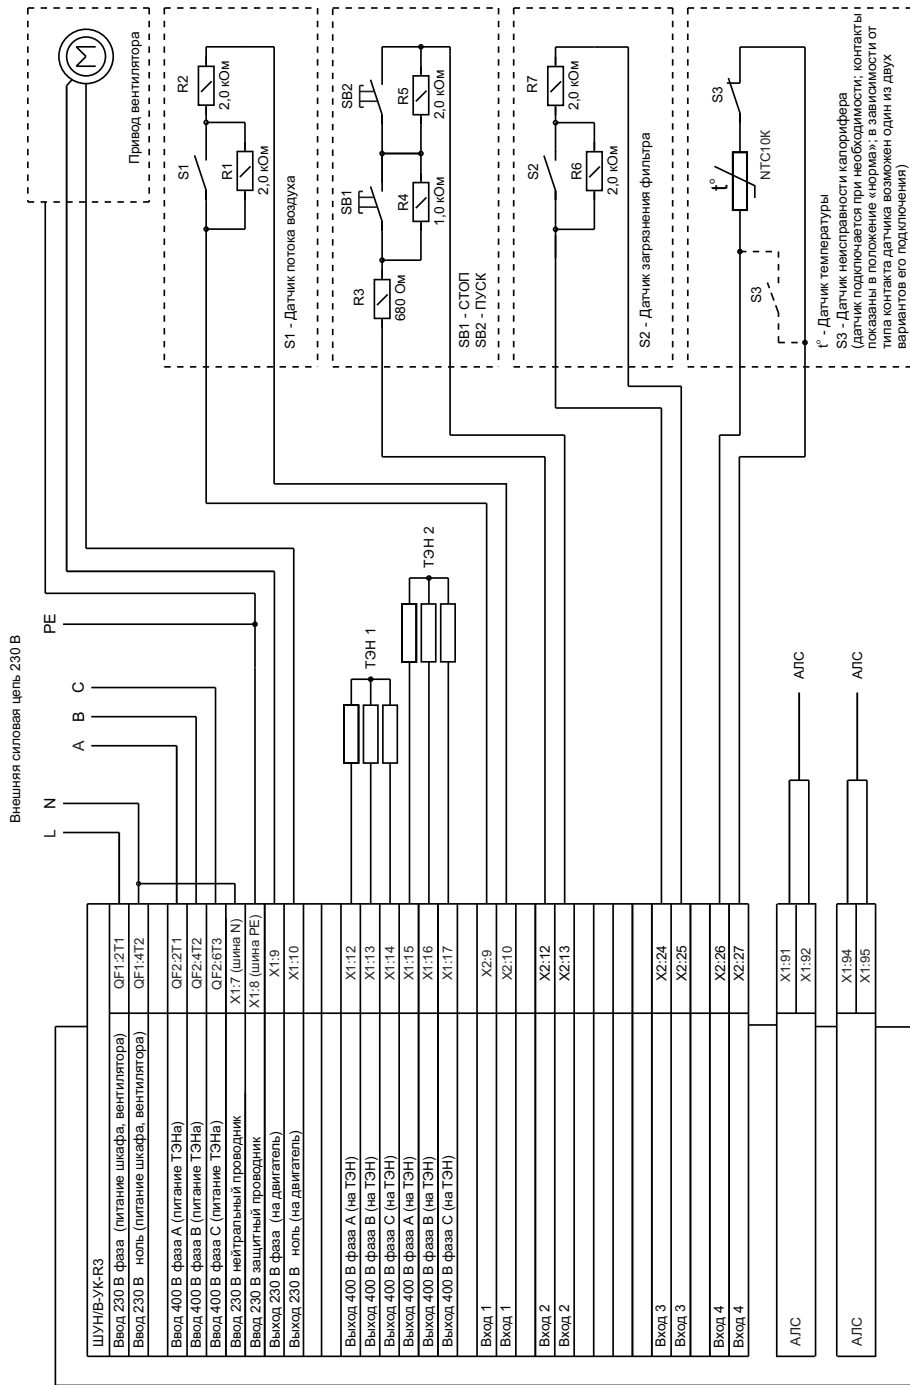 Внешняя силовая цепь 230 В
L
N
A
B
C
PE
ШУН/В-УК-R3
Ввод 230 В фаза (питание шкафа, вентилятора)
QF1:2T1
Ввод 230 В ноль (питание шкафа, вентилятора)
QF1:4T2
Ввод 400 В фаза А (питание ТЭНа)
QF2:2T1
Ввод 400 В фаза В (питание ТЭНа)
QF2:4T2
Ввод 400 В фаза С (питание ТЭНа)
QF2:6T3
Ввод 230 В нейтральный проводник
X1:7 (шина N)
Ввод 230 В защитный проводник
X1:8 (шина PE)
Выход 230 В фаза (на двигатель)
X1:9
Выход 230 В ноль (на двигатель)
X1:10
Выход 400 В фаза А (на ТЭН)
X1:12
Выход 400 В фаза В (на ТЭН)
X1:13
Выход 400 В фаза С (на ТЭН)
X1:14
Выход 400 В фаза А (на ТЭН)
X1:15
Выход 400 В фаза В (на ТЭН)
X1:16
Выход 400 В фаза С (на ТЭН)
X1:17
Вход 1
X2:9
Вход 1
X2:10
Вход 2
X2:12
Вход 2
X2:13
Вход 3
X2:24
Вход 3
X2:25
Вход 4
X2:26
Вход 4
X2:27
АЛС
X1:91
X1:92
АЛС
АЛС
X1:94
X1:95
АЛС
ТЭН 1
ТЭН 2
M
Привод вентилятора
S1
R2
2,0 кОм
R1
2,0 кОм
S1 - Датчик потока воздуха
SB2
R5
2,0 кОм
SB1
R4
1,0 кОм
R3
680 Ом
SB1 - СТОП
SB2 - ПУСК
R7
2,0 кОм
S2
R6
2,0 кОм
S2 - Датчик загрязнения фильтра
S3
t°
NTC10K
S3
t° - Датчик температуры
S3 - Датчик неисправности калорифера
(датчик подключается при необходимости; контакты
показаны в положение «норма»; в зависимости от
типа контакта датчика возможен один из двух
вариантов его подключения)